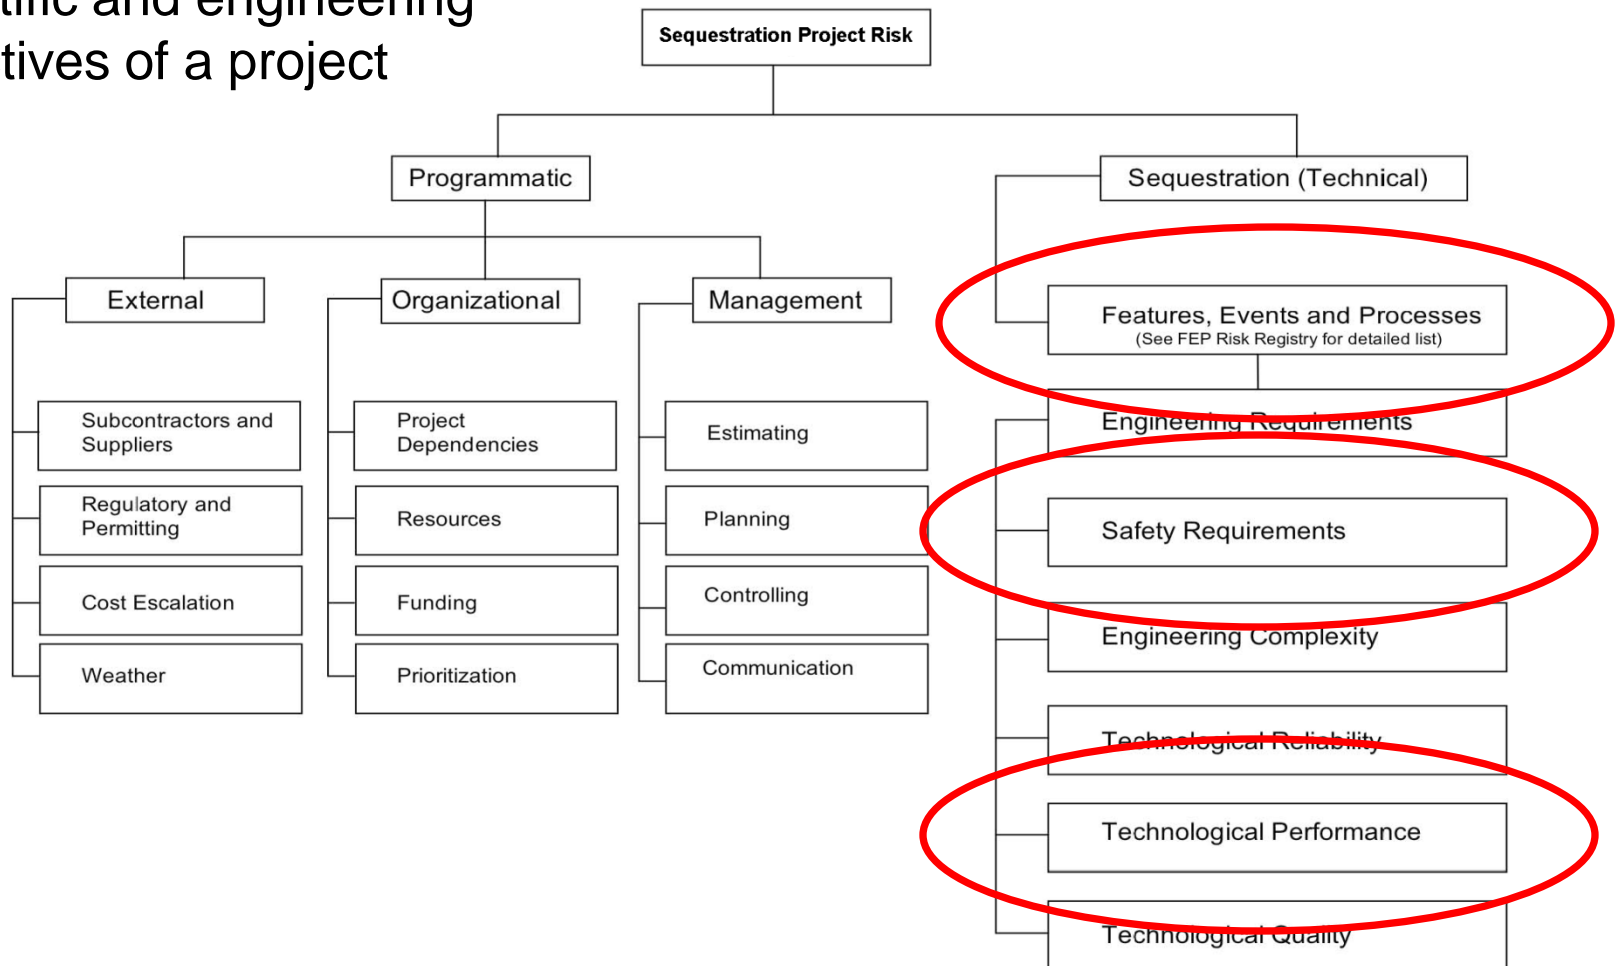 and engineering
of a project
Sequestration Project Risk
Programmatic
Sequestration (Technical)
External
Organizational
Management
Features, Events and Processes
(See FEP Risk Registry for detailed list)
Subcontractors and
Suppliers
Regulatory and
Permitting
Cost Escalation
Weather
Project
Dependencies
Resources
Funding
Prioritization
Estimating
Planning
Controlling
Communication
Engineering Requirements
Safety Requirements
Engineering Complexity
Technological Reliability
Technological Performance
Technological Quality